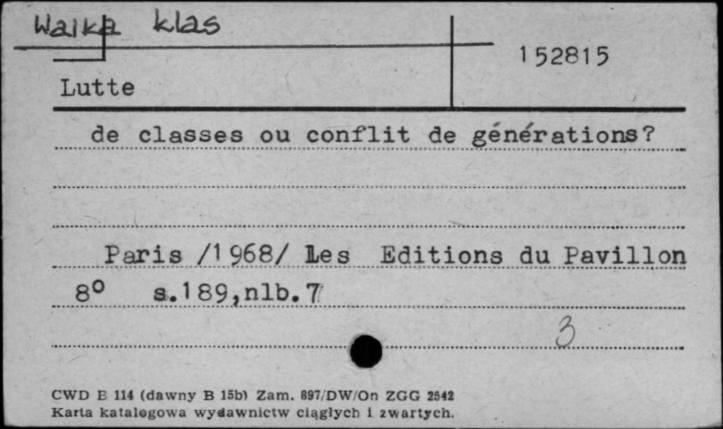 Walka klas
152815
Lutte
de classes ou conflit de générations?
Paris /1968/ Les Editions du Pavillon
8° s.189,nlb.7
3
CWD E 114 (dawny B 15b) Zam. 897/DW/On ZGG 2542
Karta katalogowa wydawnictw ciągłych i zwartych.